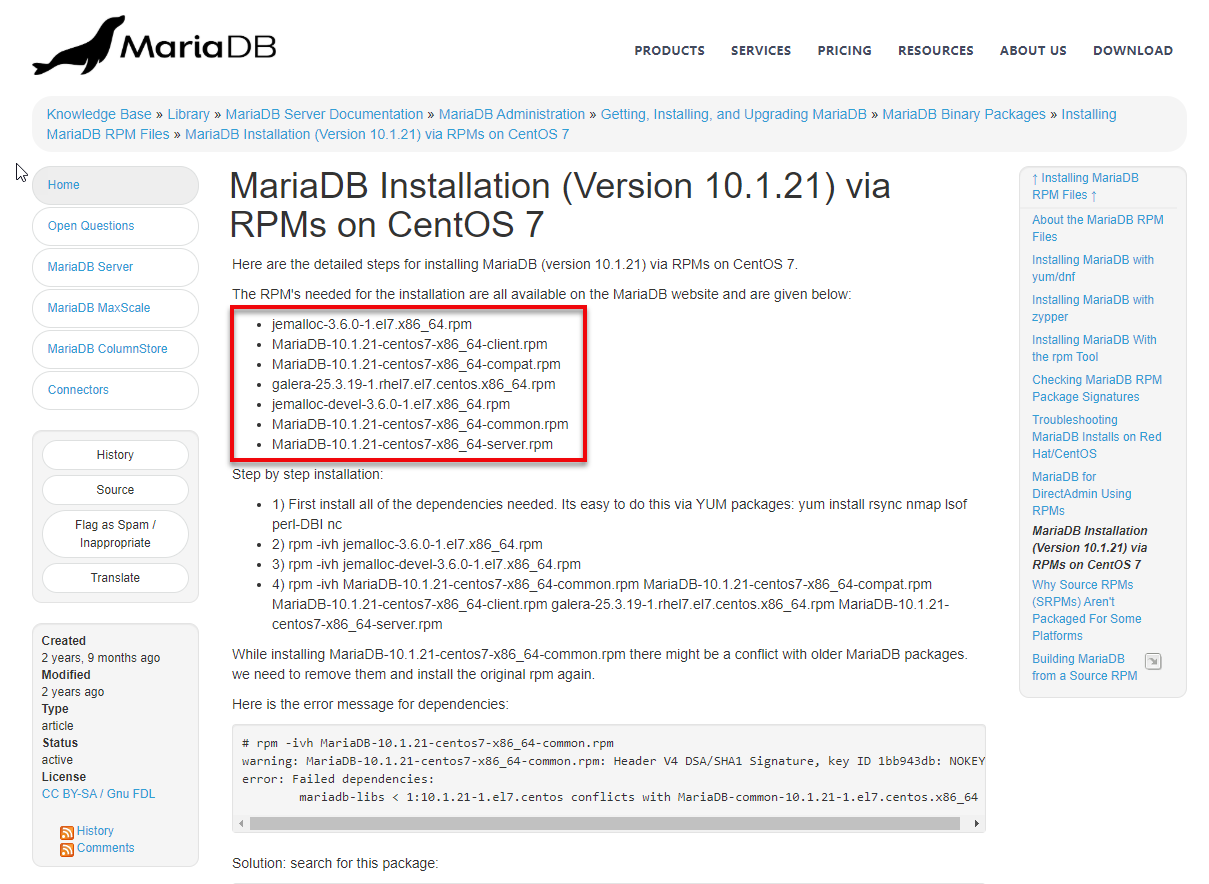 MariaDB
PRODUCTS SERVICES PRICING RESOURCES ABOUT US DOWNLOAD
Knowledge Base » Library » MariaDB Server Documentation » MariaDB Administration » Getting, Installing, and Upgrading MariaDB » MariaDB Binary Packages » Installing
MariaDB RPM Files » MariaDB Installation (Version 10.1.21) via RPMs on CentOS 7
Home
Open Questions
MariaDB Server
MariaDB MaxScale
MariaDB ColumnStore
Connectors
History
Source
Flag as Spam /
Inappropriate
Translate
Created
2 years, 9 months ago
Modified
2 years ago
Type
article
Status
active
License
CC BY-SA / Gnu FDL
History
Comments
MariaDB Installation (Version 10.1.21) via
RPMs on CentOS 7
Here are the detailed steps for installing MariaDB (version 10.1.21) via RPMs on CentOS 7.
The RPM's needed for the installation are all available on the MariaDB website and are given below:
• jemalloc-3.6.0-1.el7.x86_64.rpm
• MariaDB-10.1.21-centos7-x86_64-client.rpm
• MariaDB-10.1.21-centos7-x86_64-compat.rpm
• galera-25.3.19-1.rhel7.el7.centos.x86_64.rpm
• jemalloc-devel-3.6.0-1.el7.x86_64.rpm
• MariaDB-10.1.21-centos7-x86_64-common.rpm
• MariaDB-10.1.21-centos7-x86_64-server.rpm
Step by step installation:
• 1) First install all of the dependencies needed. Its easy to do this via YUM packages: yum install rsync nmap lsof
perl-DBI nc
• 2) rpm -ivh jemalloc-3.6.0-1.el7.x86_64.rpm
• 3) rpm -ivh jemalloc-devel-3.6.0-1.el7.x86_64.rpm
• 4) rpm -ivh MariaDB-10.1.21-centos7-x86_64-common.rpm MariaDB-10.1.21-centos7-x86_64-compat.rpm
MariaDB-10.1.21-centos7-x86_64-client.rpm galera-25.3.19-1.rhel7.el7.centos.x86_64.rpm MariaDB-10.1.21-
centos7-x86_64-server.rpm
While installing MariaDB-10.1.21-centos7-x86_64-common.rpm there might be a conflict with older MariaDB packages.
we need to remove them and install the original rpm again.
Here is the error message for dependencies:
# rpm -ivh MariaDB-10.1.21-centos7-x86_64-common.rpm
warning: MariaDB-10.1.21-centos7-x86_64-common.rpm: Header V4 DSA/SHA1 Signature, key ID 1bb943db: NOKEY
error: Failed dependencies:
mariadb-libs < 1:10.1.21-1.el7.centos conflicts with MariaDB-common-10.1.21-1.el7.centos.x86_64
Solution: search for this package:
↑ Installing MariaDB
RPM Files ↑
About the MariaDB RPM
Files
Installing MariaDB with
yum/dnf
Installing MariaDB with
zypper
Installing MariaDB With
the rpm Tool
Checking MariaDB RPM
Package Signatures
Troubleshooting
MariaDB Installs on Red
Hat/CentOS
MariaDB for
DirectAdmin Using
RPMs
MariaDB Installation
(Version 10.1.21) via
RPMs on CentOS 7
Why Source RPMs
(SRPMs) Aren't
Packaged For Some
Platforms
Building MariaDB
from a Source RPM